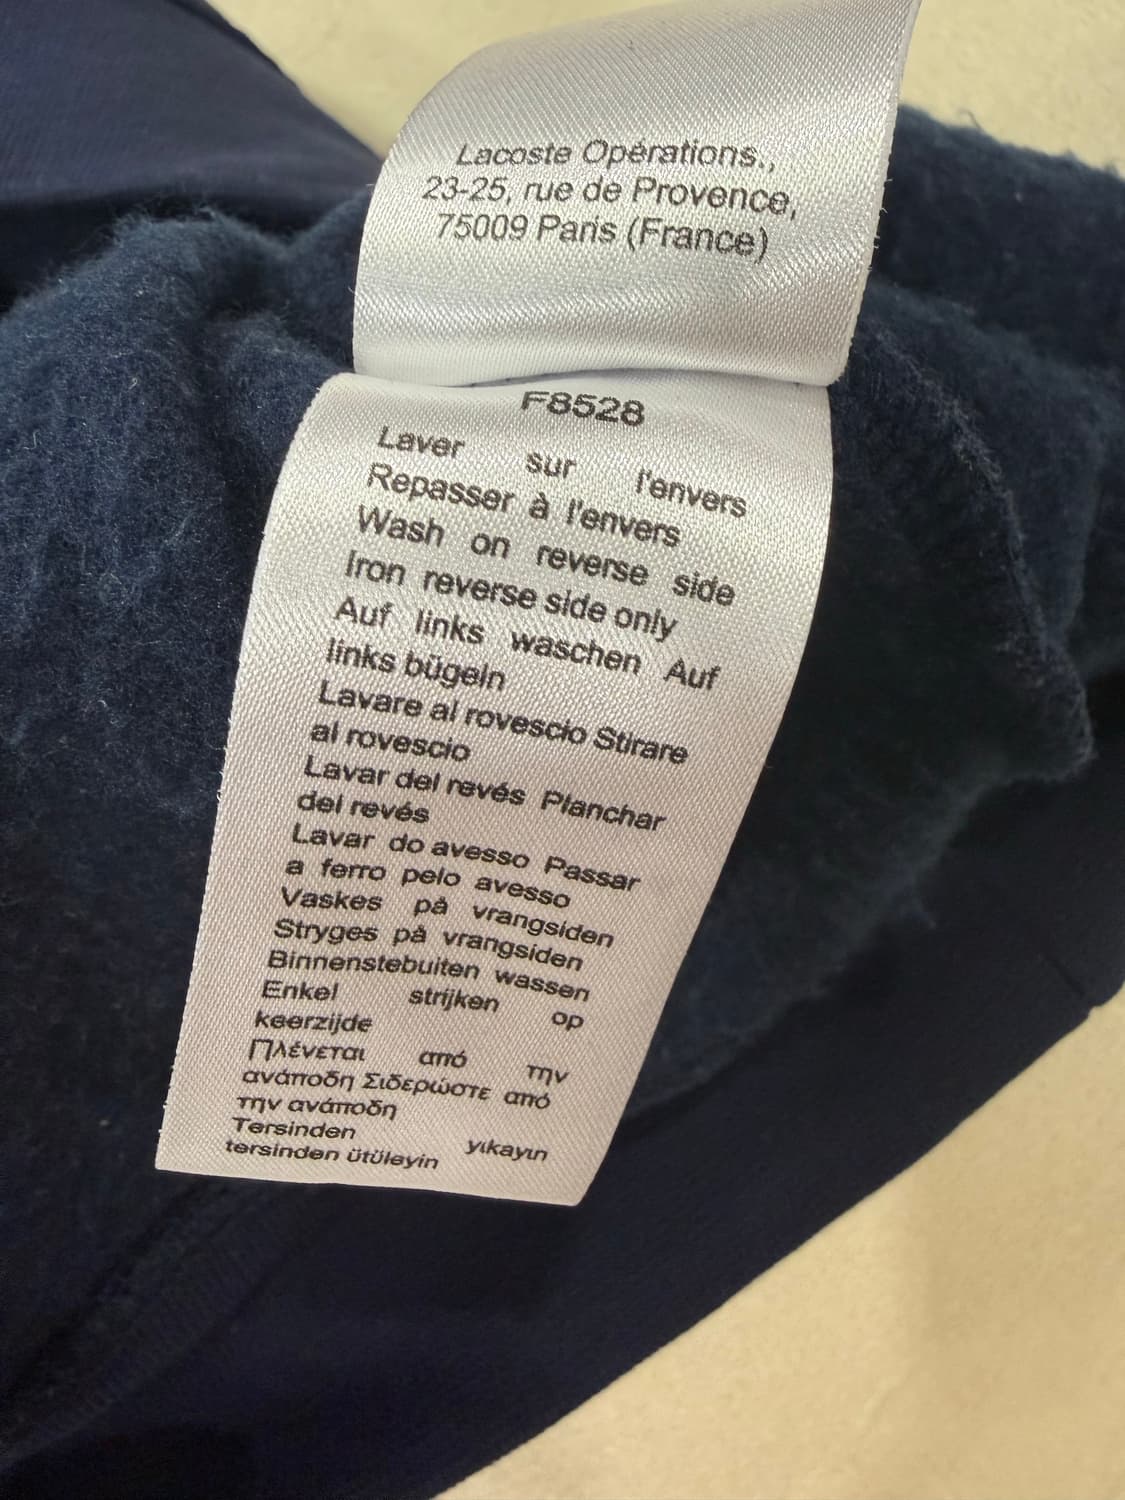 Lacoste Opérations.,
23-25, rue de Provence,
75009 Paris (France)
F8528
Laver sur l'envers
Repasser à l'envers
Wash on reverse side
Iron reverse side only
Auf links waschen Auf
links bügeln
Lavare al rovescio Stirare
al rovescio
Lavar del revés Planchar
del revés
Lavar do avesso Passar
a ferro pelo avesso
Vaskes på vrangsiden
Stryges på vrangsiden
Binnenstebuiten wassen
Enkel strijken op
keerzijde
Πλένεται από την
ανάποδη Σιδερώστε από
την ανάποδη
Tersinden yıkayın
tersinden ütüleyin